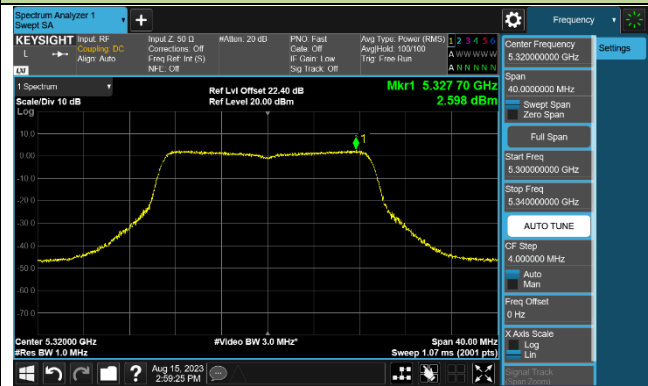 Spectrum Analyzer 1
Swept SA
+
Frequency
KEYSIGHT
L
LXI
Input: RF
Coupling: DC
Align: Auto
Input Z: 50 Ω
Corrections: Off
Freq Ref: Int (S)
NFE: Off
#Atten: 20 dB
PNO: Fast
Gate: Off
IF Gain: Low
Sig Track: Off
Avg Type: Power (RMS)
Avg|Hold: 100/100
Trig: Free Run
1 2 3 4 5 6
A W W W W W
A N N N N N
1 Spectrum
Scale/Div 10 dB
Log
Ref Lvl Offset 22.40 dB
Ref Level 20.00 dBm
Mkr1 5.327 70 GHz
2.598 dBm
10.0
0.00
-10.0
-20.0
-30.0
-40.0
-50.0
-60.0
-70.0
1
Center 5.32000 GHz
#Res BW 1.0 MHz
#Video BW 3.0 MHz*
Span 40.00 MHz
Sweep 1.07 ms (2001 pts)
Center Frequency
5.320000000 GHz
Settings
Span
40.0000000 MHz
Swept Span
Zero Span
Full Span
Start Freq
5.300000000 GHz
Stop Freq
5.340000000 GHz
AUTO TUNE
CF Step
4.000000 MHz
Auto
Man
Freq Offset
0 Hz
X Axis Scale
Log
Lin
Signal Track
(Span Zoom)
?
Aug 15, 2023
2:59:25 PM